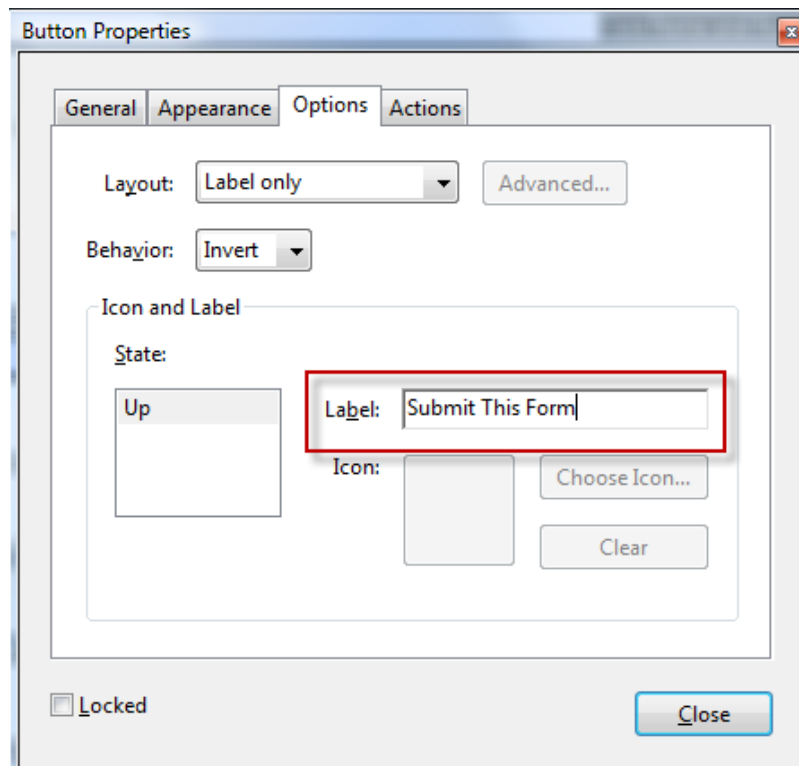 Button Properties
General Appearance Options Actions
Layout: Label only Advanced...
Behavior: Invert
Icon and Label
State:
Up Label: Submit This Form
Icon: Choose Icon...
Clear
Locked
Close